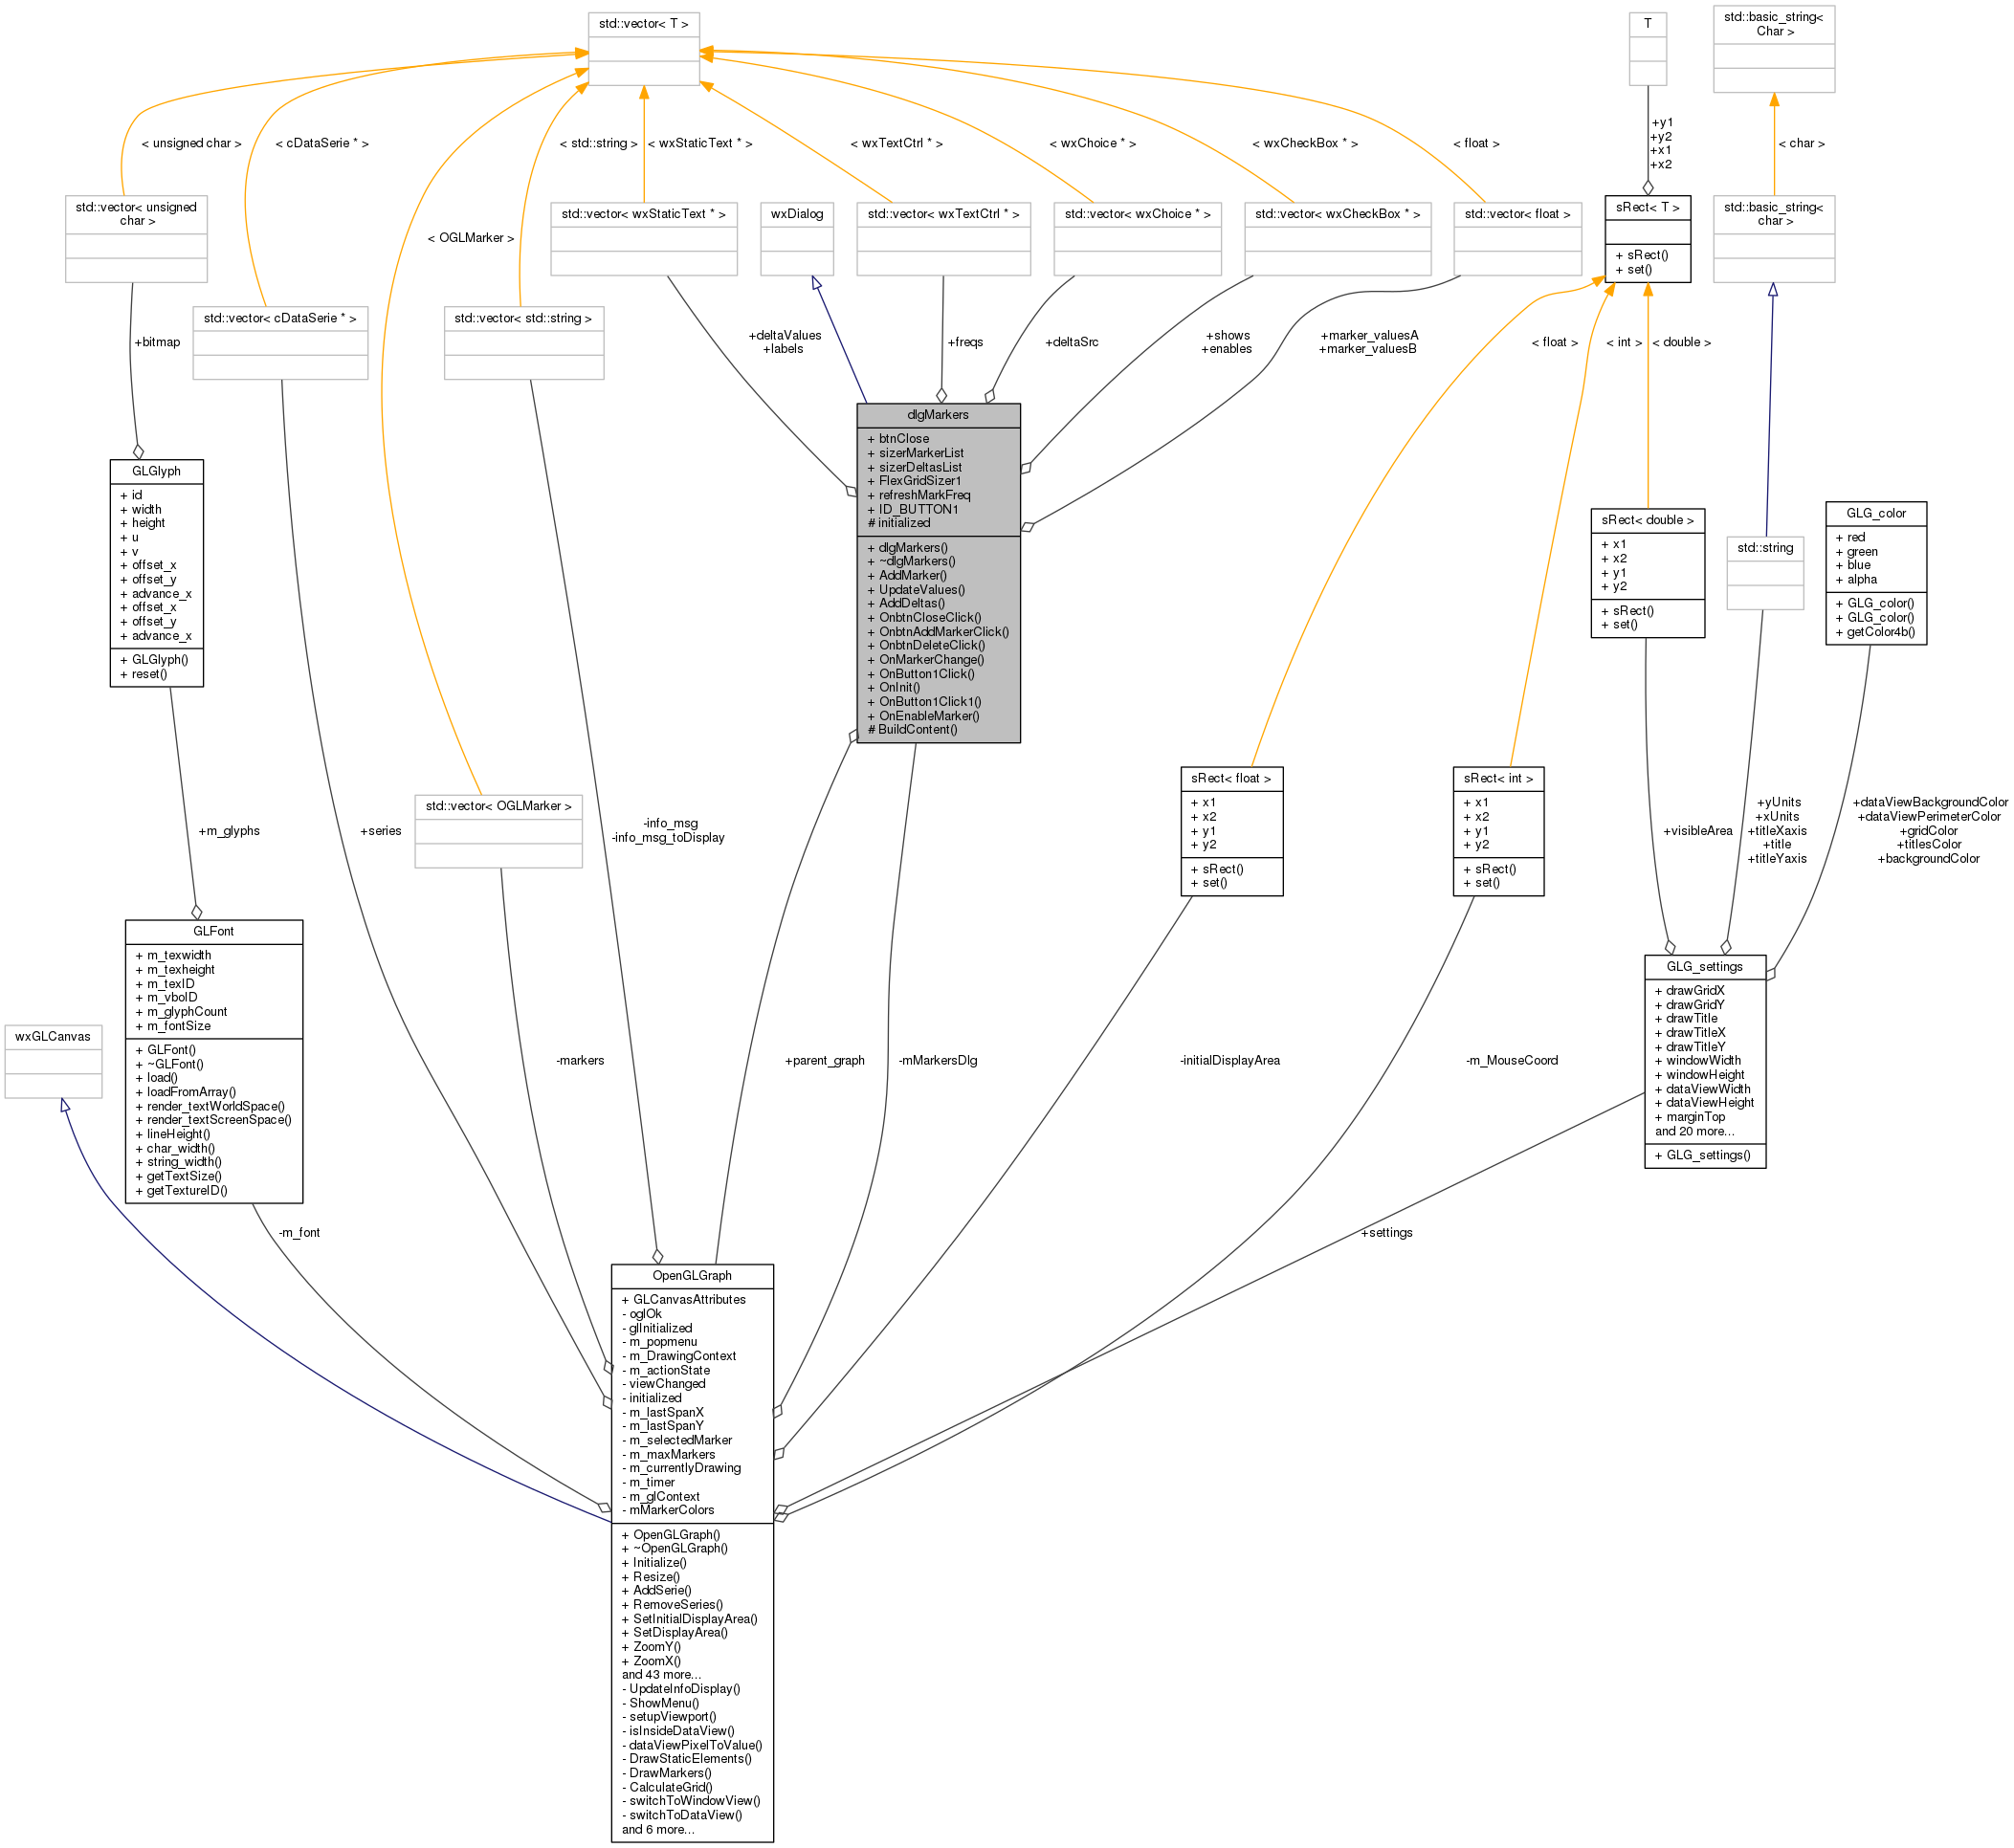 std::vector< T >
T
std::basic_string<
Char >
+y1
+y2
+x1
+x2
< unsigned char >
< cDataSerie * >
< std::string >
< wxStaticText * >
< wxTextCtrl * >
< wxChoice * >
< wxCheckBox * >
< float >
< char >
< OGLMarker >
std::vector< unsigned
char >
std::vector< wxStaticText * >
wxDialog
std::vector< wxTextCtrl * >
std::vector< wxChoice * >
std::vector< wxCheckBox * >
std::vector< float >
sRect< T >
+ sRect()
+ set()
std::basic_string<
char >
std::vector< cDataSerie * >
std::vector< std::string >
+bitmap
+deltaValues
+labels
+freqs
+deltaSrc
+shows
+enables
+marker_valuesA
+marker_valuesB
< float >
< int >
< double >
dlgMarkers
+ btnClose
+ sizerMarkerList
+ sizerDeltasList
+ FlexGridSizer1
+ refreshMarkFreq
+ ID_BUTTON1
# initialized
+ dlgMarkers()
+ ~dlgMarkers()
+ AddMarker()
+ UpdateValues()
+ AddDeltas()
+ OnbtnCloseClick()
+ OnbtnAddMarkerClick()
+ OnbtnDeleteClick()
+ OnMarkerChange()
+ OnButton1Click()
+ OnInit()
+ OnButton1Click1()
+ OnEnableMarker()
# BuildContent()
GLGlyph
+ id
+ width
+ height
+ u
+ v
+ offset_x
+ offset_y
+ advance_x
+ offset_x
+ offset_y
+ advance_x
+ GLGlyph()
+ reset()
sRect< double >
+ x1
+ x2
+ y1
+ y2
+ sRect()
+ set()
std::string
GLG_color
+ red
+ green
+ blue
+ alpha
+ GLG_color()
+ GLG_color()
+ getColor4b()
+m_glyphs
+series
std::vector< OGLMarker >
-info_msg
-info_msg_toDisplay
sRect< float >
+ x1
+ x2
+ y1
+ y2
+ sRect()
+ set()
sRect< int >
+ x1
+ x2
+ y1
+ y2
+ sRect()
+ set()
+visibleArea
+yUnits
+xUnits
+titleXaxis
+title
+titleYaxis
+dataViewBackgroundColor
+dataViewPerimeterColor
+gridColor
+titlesColor
+backgroundColor
GLFont
+ m_texwidth
+ m_texheight
+ m_texID
+ m_vboID
+ m_glyphCount
+ m_fontSize
+ GLFont()
+ ~GLFont()
+ load()
+ loadFromArray()
+ render_textWorldSpace()
+ render_textScreenSpace()
+ lineHeight()
+ char_width()
+ string_width()
+ getTextSize()
+ getTextureID()
wxGLCanvas
-markers
+parent_graph
-mMarkersDlg
-initialDisplayArea
-m_MouseCoord
GLG_settings
+ drawGridX
+ drawGridY
+ drawTitle
+ drawTitleX
+ drawTitleY
+ windowWidth
+ windowHeight
+ dataViewWidth
+ dataViewHeight
+ marginTop
and 20 more...
+ GLG_settings()
-m_font
+settings
OpenGLGraph
+ GLCanvasAttributes
- oglOk
- glInitialized
- m_popmenu
- m_DrawingContext
- m_actionState
- viewChanged
- initialized
- m_lastSpanX
- m_lastSpanY
- m_selectedMarker
- m_maxMarkers
- m_currentlyDrawing
- m_timer
- m_glContext
- mMarkerColors
+ OpenGLGraph()
+ ~OpenGLGraph()
+ Initialize()
+ Resize()
+ AddSerie()
+ RemoveSeries()
+ SetInitialDisplayArea()
+ SetDisplayArea()
+ ZoomY()
+ ZoomX()
and 43 more...
- UpdateInfoDisplay()
- ShowMenu()
- setupViewport()
- isInsideDataView()
- dataViewPixelToValue()
- DrawStaticElements()
- DrawMarkers()
- CalculateGrid()
- switchToWindowView()
- switchToDataView()
and 6 more...